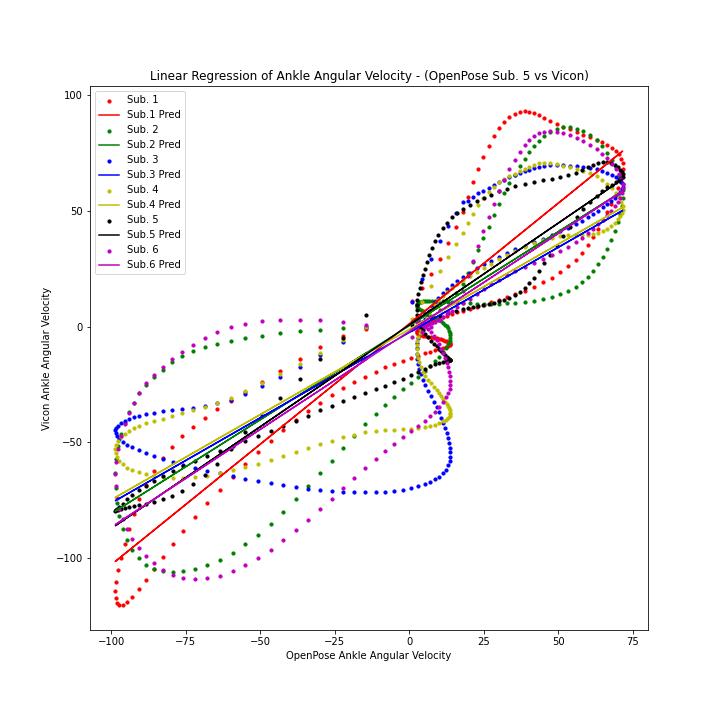 Linear Regression of Ankle Angular Velocity - (OpenPose Sub. 5 vs Vicon)
Sub. 1
Sub.1 Pred
Sub. 2
Sub.2 Pred
Sub. 3
Sub.3 Pred
Sub. 4
Sub.4 Pred
Sub. 5
Sub.5 Pred
Sub. 6
Sub.6 Pred
Vicon Ankle Angular Velocity
100
50
0
−50
−100
−100
−75
−50
−25
0
25
50
75
OpenPose Ankle Angular Velocity